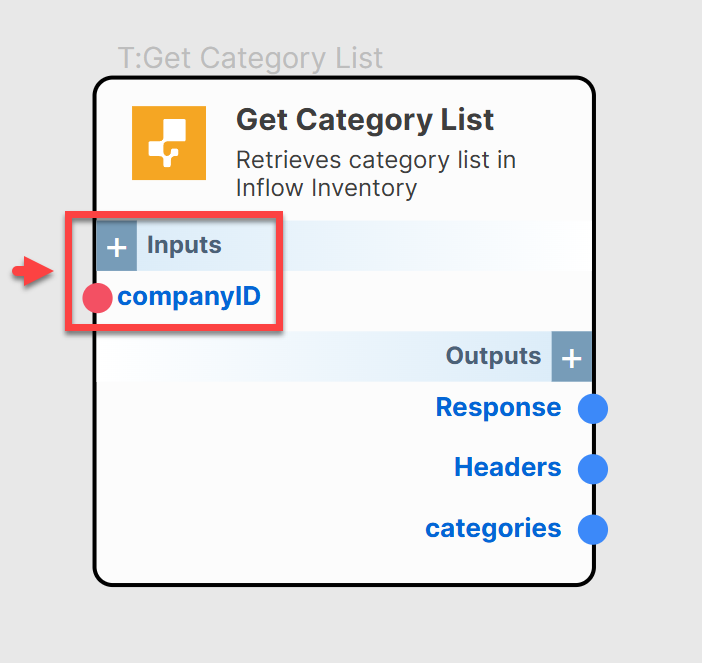 T:Get Category List
Get Category List
Retrieves category list in
Inflow Inventory
+ Inputs
companyID
Outputs +
Response
Headers
categories